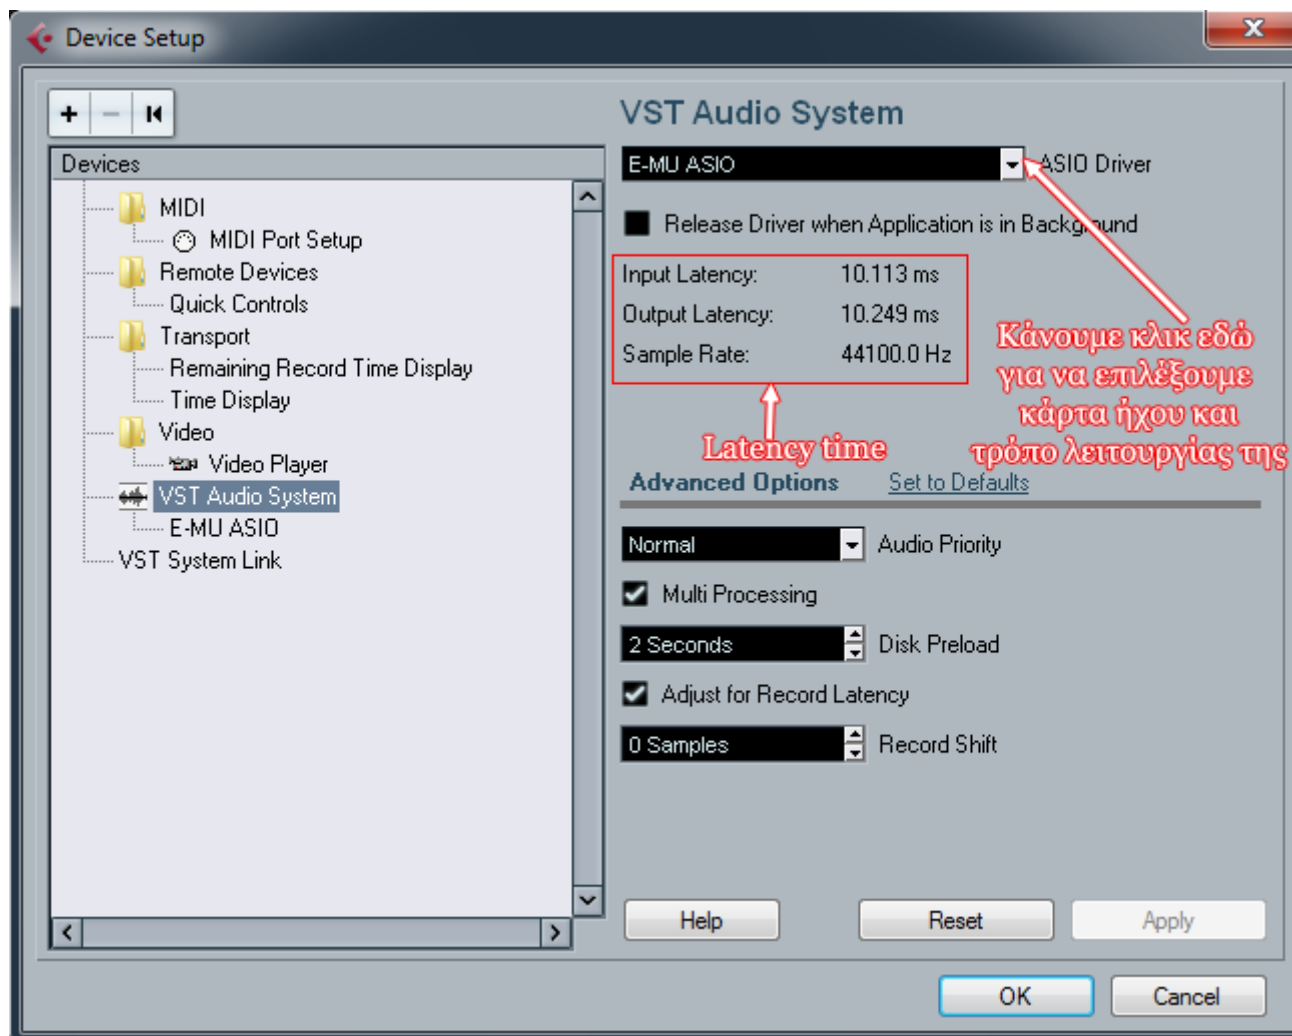 Device Setup
Devices
MIDI
MIDI Port Setup
Remote Devices
Quick Controls
Transport
Remaining Record Time Display
Time Display
Video
Video Player
VST Audio System
E-MU ASIO
VST System Link
VST Audio System
E-MU ASIO ASIO Driver
Release Driver when Application is in Background
Input Latency: 10.113 ms
Output Latency: 10.249 ms
Sample Rate: 44100.0 Hz
Latency time
Κάνουμε κλικ εδώ
για να επιλέξουμε
κάρτα ήχου και
τρόπο λειτουργίας της
Advanced Options Set to Defaults
Normal Audio Priority
Multi Processing
2 Seconds Disk Preload
Adjust for Record Latency
0 Samples Record Shift
Help Reset Apply
OK Cancel